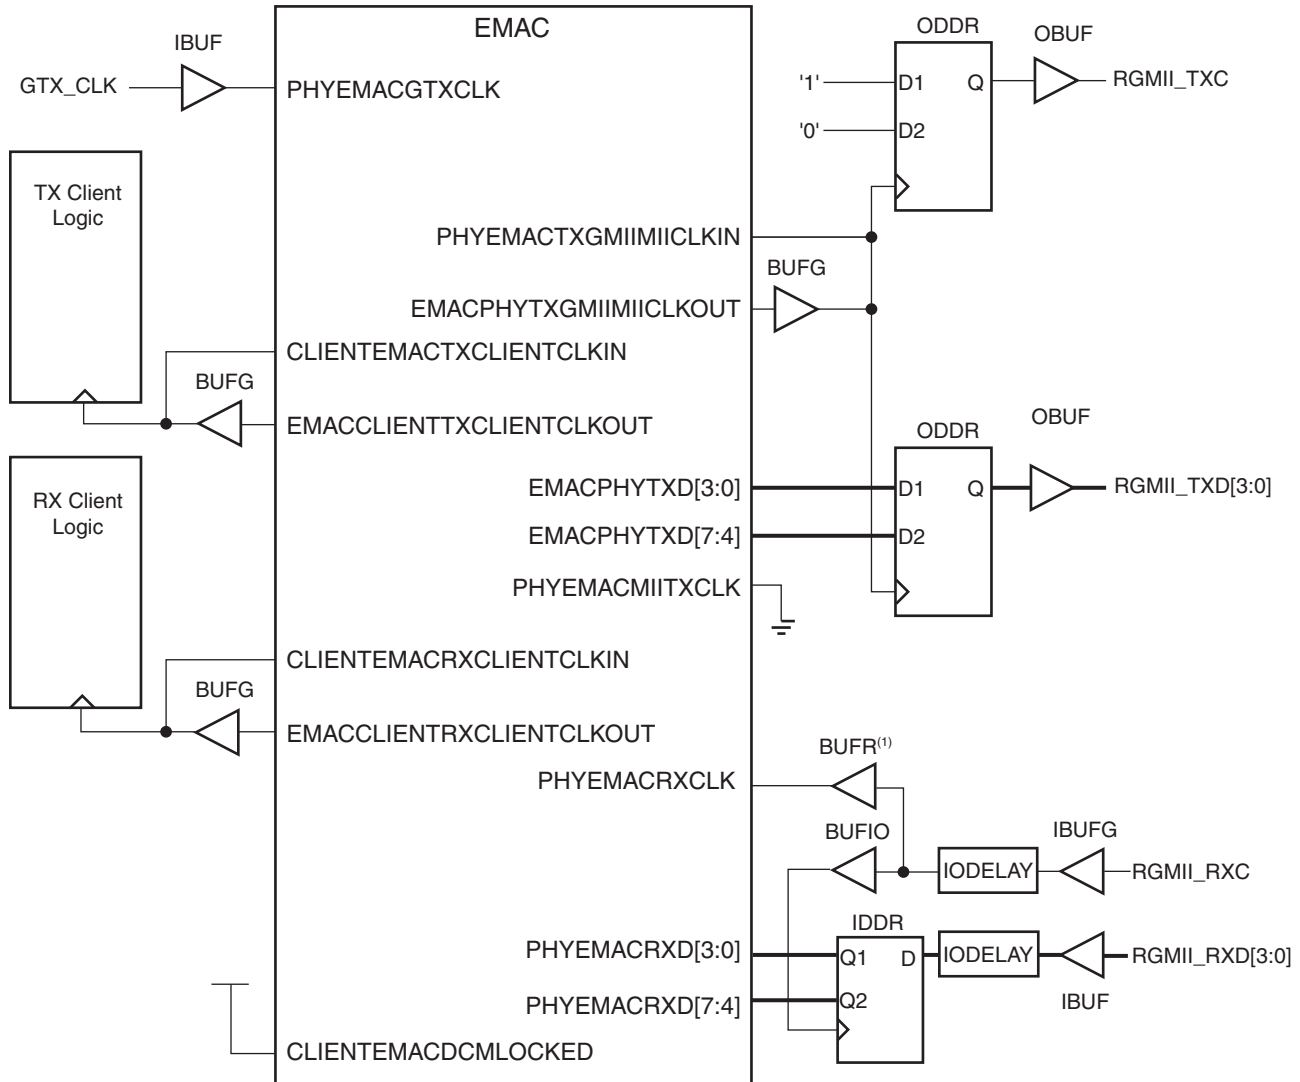 EMAC
IBUF
GTX_CLK
PHYEMACGTXCLK
ODDR
OBUF
'1'
D1
Q
RGMII_TXC
'0'
D2
TX Client
Logic
PHYEMACTXGMIIMIICLKIN
BUFG
EMACPHYTXGMIIMIICLKOUT
CLIENTEMACTXCLIENTCLKIN
BUFG
EMACCLIENTTXCLIENTCLKOUT
ODDR
OBUF
EMACPHYTXD[3:0]
D1
Q
RGMII_TXD[3:0]
EMACPHYTXD[7:4]
D2
RX Client
Logic
PHYEMACMIITXCLK
CLIENTEMACRXCLIENTCLKIN
BUFG
EMACCLIENTRXCLIENTCLKOUT
BUFR(1)
PHYEMACRXCLK
BUFIO
IBUFG
IODELAY
RGMII_RXC
IDDR
PHYEMACRXD[3:0]
Q1
D
IODELAY
RGMII_RXD[3:0]
PHYEMACRXD[7:4]
Q2
IBUF
CLIENTEMACDCMLOCKED